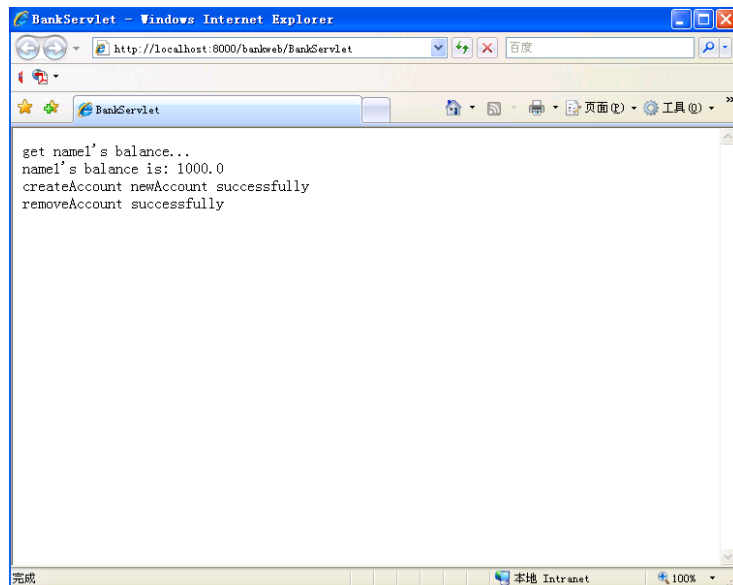 BankServlet - Windows Internet Explorer
http://localhost:8000/bankweb/BankServlet
百度
BankServlet
页面(P)
工具(O)
»
get name1's balance...
name1's balance is: 1000.0
createAccount newAccount successfully
removeAccount successfully
完成
本地 Intranet
100%